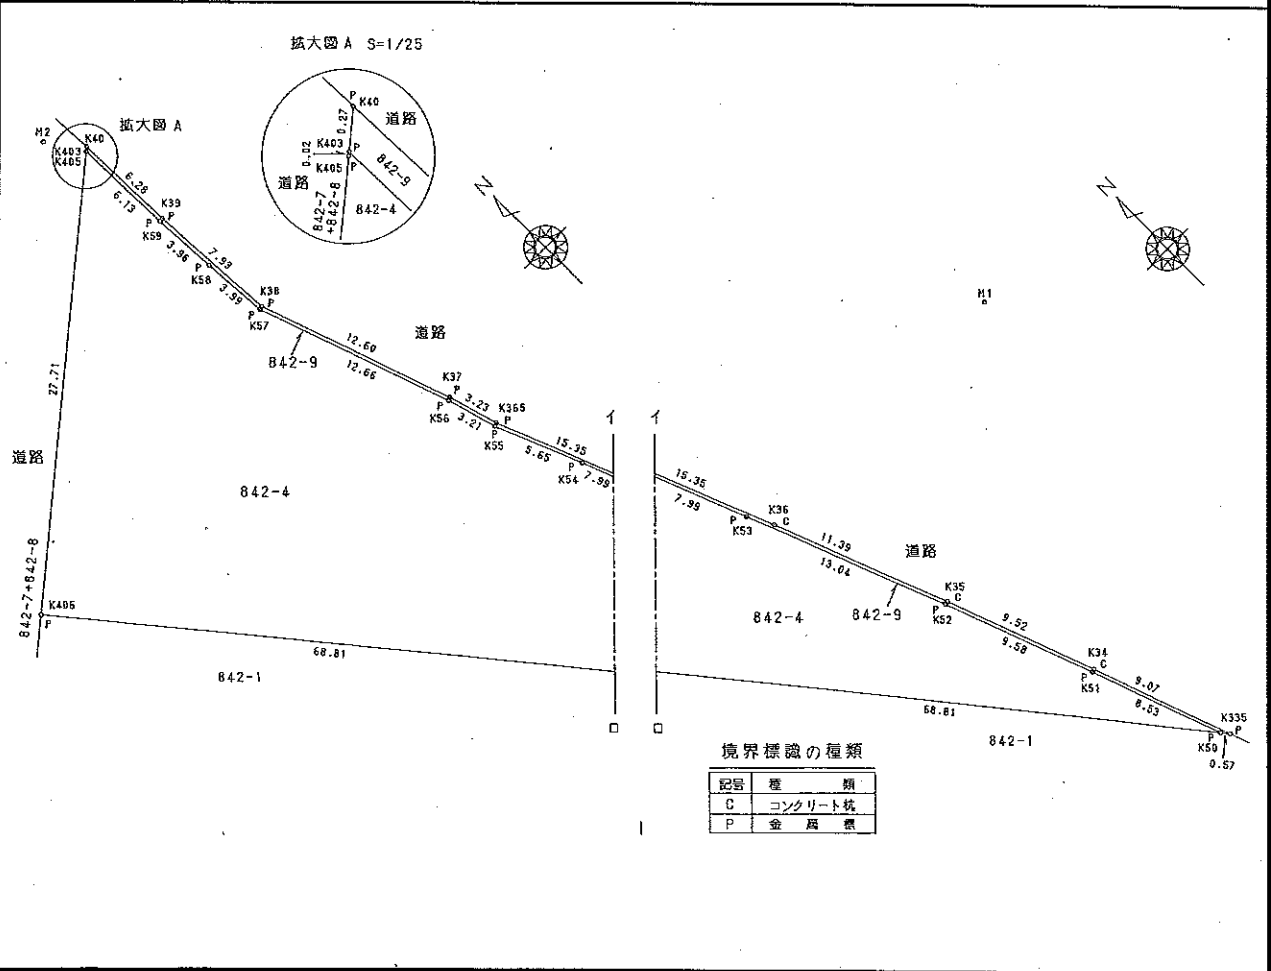 拡大図 A S=1/25
P
K40
道路
0.27
K403
P
0.02
K405
P
842-9
道路
842-7
+842-8
842-4
M2
拡大図 A
K40
K403
K405
6.28
6.13
K39
P
P
K59
3.96
7.93
P
K58
3.99
K38
P
P
K57
N
N
M1
道路
12.60
12.66
842-9
27.71
K37
P
3.23
P
K56
3.21
K365
P
P
K55
15.35
5.65
P
K54
7.99
イ
イ
道路
842-4
15.35
7.99
P
K53
K36
C
11.39
13.04
道路
842-4
842-9
K35
C
P
K52
9.52
9.58
K34
C
P
K51
9.07
8.53
K335
P
P
K50
0.57
842-7+842-8
K406
P
68.81
842-1
68.81
842-1
ロ
ロ
境界標識の種類
記号 種 類
C コンクリート杭
P 金 属 標